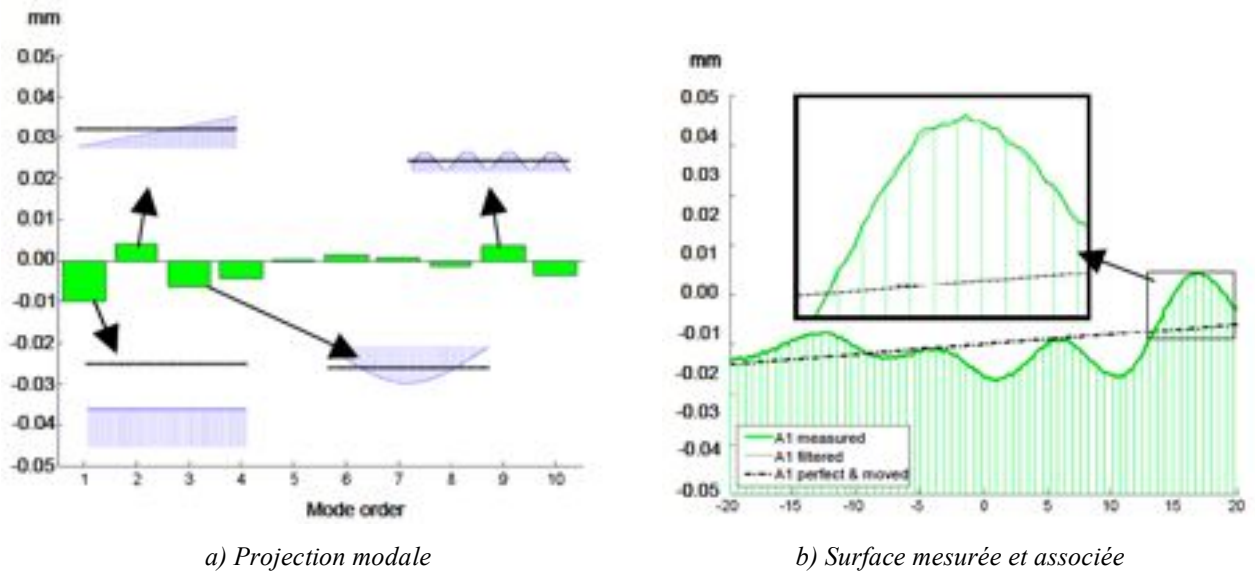 mm
0.05
0.04
0.03
0.02
0.01
0.00
-0.01
-0.02
-0.03
-0.04
-0.05
1 2 3 4 5 6 7 8 9 10
Mode order
a) Projection modale
mm
0.05
0.04
0.03
0.02
0.01
0.00
-0.01
-0.02
-0.03
-0.04
-0.05
A1 measured
A1 filtered
A1 perfect & moved
-20 -15 -10 -5 0 5 10 15 20
b) Surface mesurée et associée